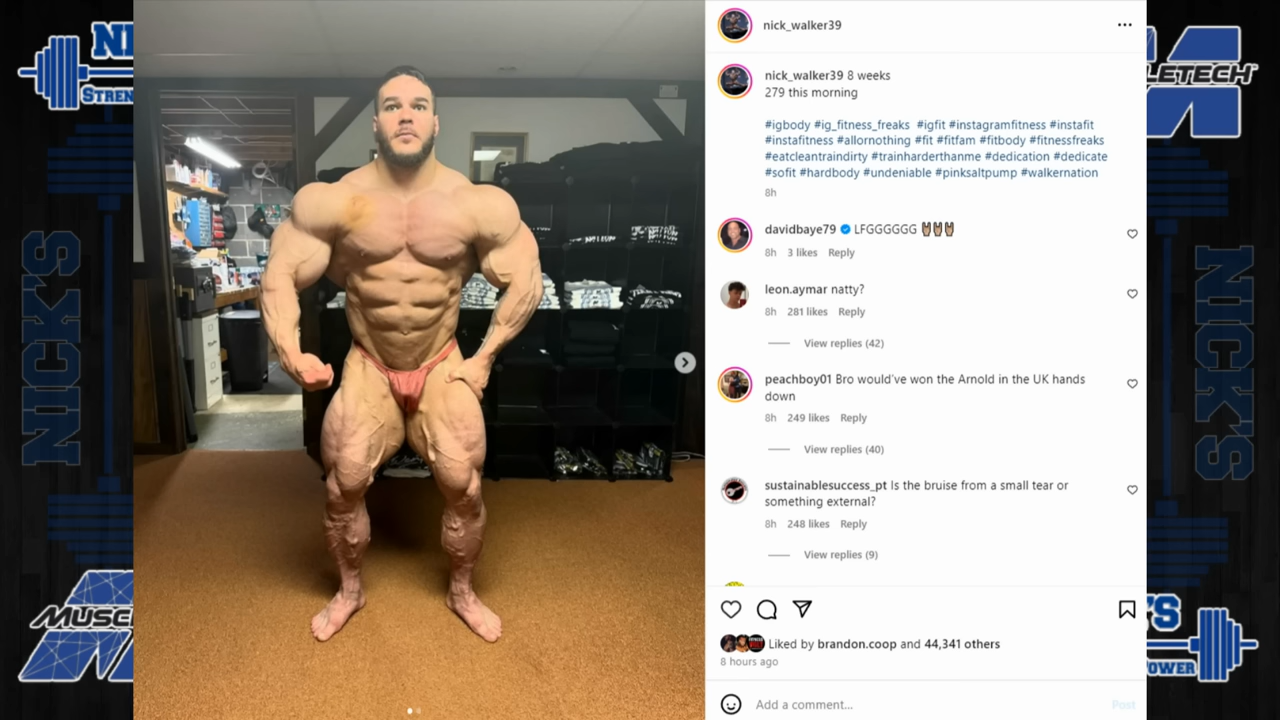 nick_walker39
nick_walker39 8 weeks
279 this morning
#igbody #ig_fitness_freaks #igfit #instagramfitness #instafit
#instafitness #allornothing #fit #fitfam #fitbody #fitnessfreaks
#eatcleantraindirty #trainharderthanme #dedication #dedicate
#sofit #hardbody #undeniable #pinksaltpump #walkernation
8h
davidbaye79 LFGGGGGG 🤘🏽🤘🏽🤘🏽
8h 3 likes Reply
leon.aymar natty?
8h 281 likes Reply
View replies (42)
peachboy01 Bro would've won the Arnold in the UK hands
down
8h 249 likes Reply
View replies (40)
sustainablesuccess_pt Is the bruise from a small tear or
something external?
8h 248 likes Reply
View replies (9)
Liked by brandon.coop and 44,341 others
8 hours ago
Add a comment...
Post
NI
STREN
NICK'S
MUSC
LETECH
NICK'S
'S
OWER